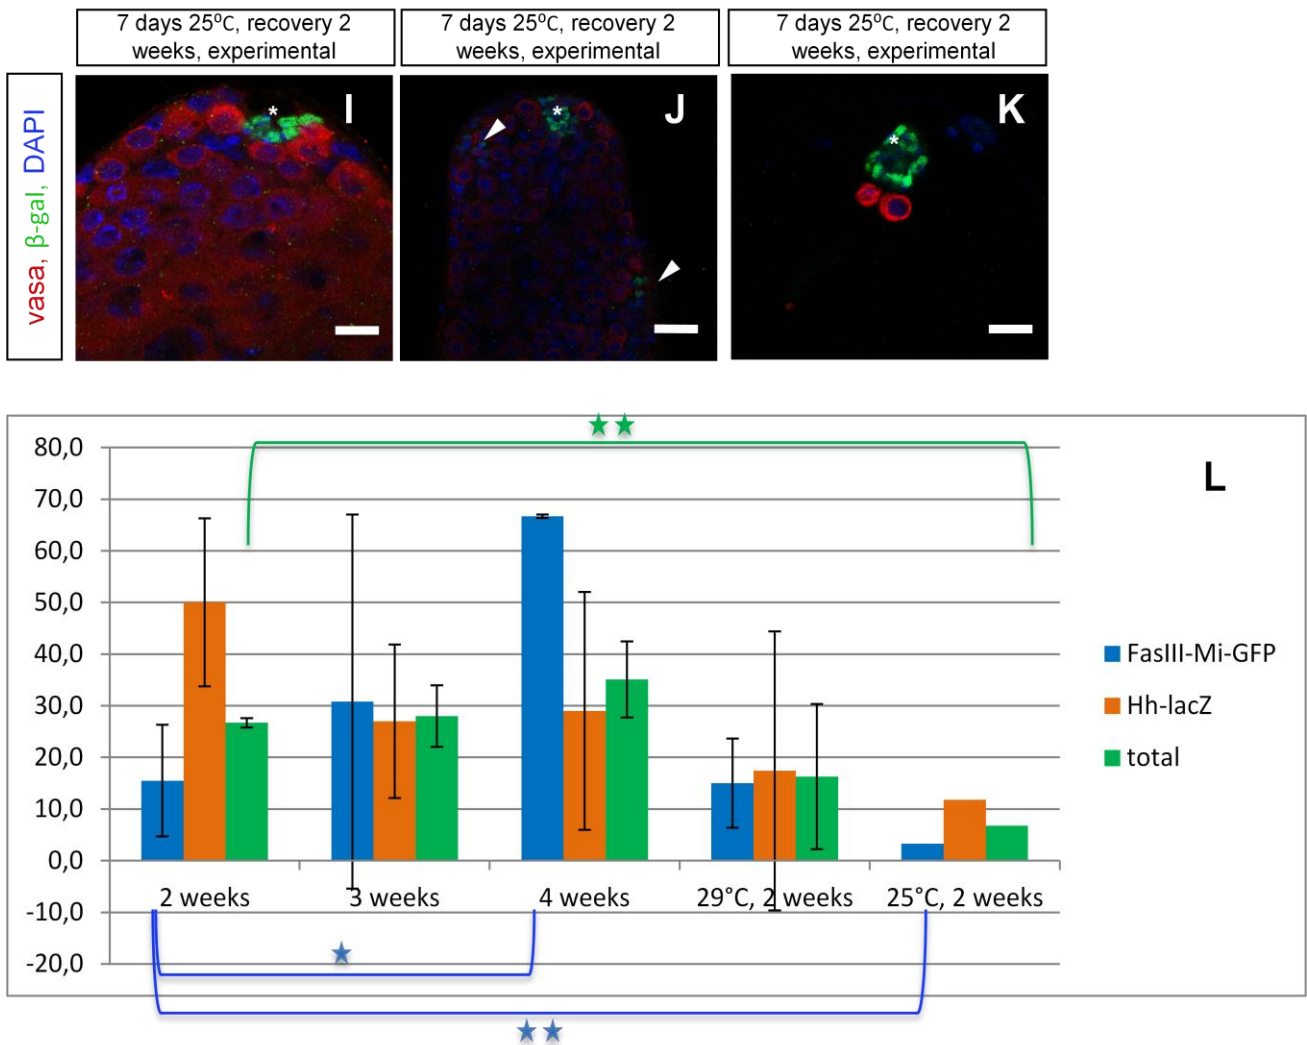 7 days 25⁰C, recovery 2
weeks, experimental
7 days 25⁰C, recovery 2
weeks, experimental
7 days 25⁰C, recovery 2
weeks, experimental
vasa, β-gal, DAPI
*
I
*
J
*
K
L
80,0
70,0
60,0
50,0
40,0
30,0
20,0
10,0
0,0
-10,0
-20,0
2 weeks
3 weeks
4 weeks
29°C, 2 weeks
25°C, 2 weeks
FasIII-Mi-GFP
Hh-lacZ
total